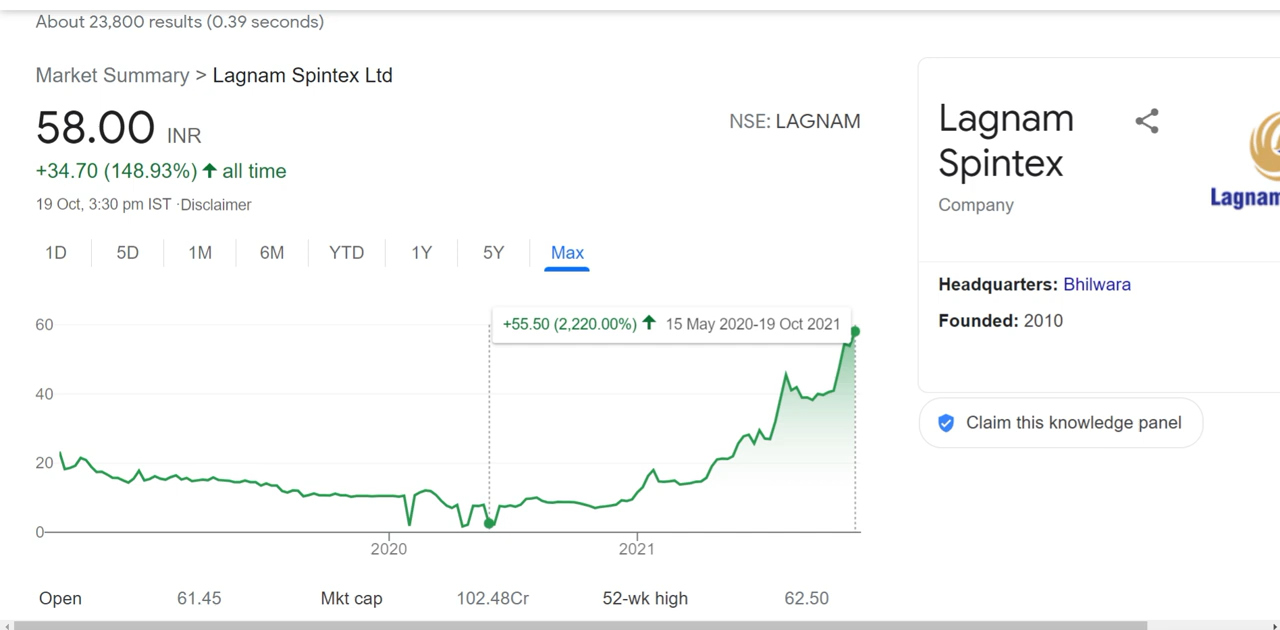 About 23,800 results (0.39 seconds)
Market Summary > Lagnam Spintex Ltd
58.00 INR
NSE: LAGNAM
+34.70 (148.93%) ↑ all time
19 Oct, 3:30 pm IST ·Disclaimer
1D 5D 1M 6M YTD 1Y 5Y Max
+55.50 (2,220.00%) ↑ 15 May 2020-19 Oct 2021
60
40
20
0
2020 2021
Open 61.45 Mkt cap 102.48Cr 52-wk high 62.50
Lagnam
Spintex
Company
Lagnam
Headquarters: Bhilwara
Founded: 2010
Claim this knowledge panel